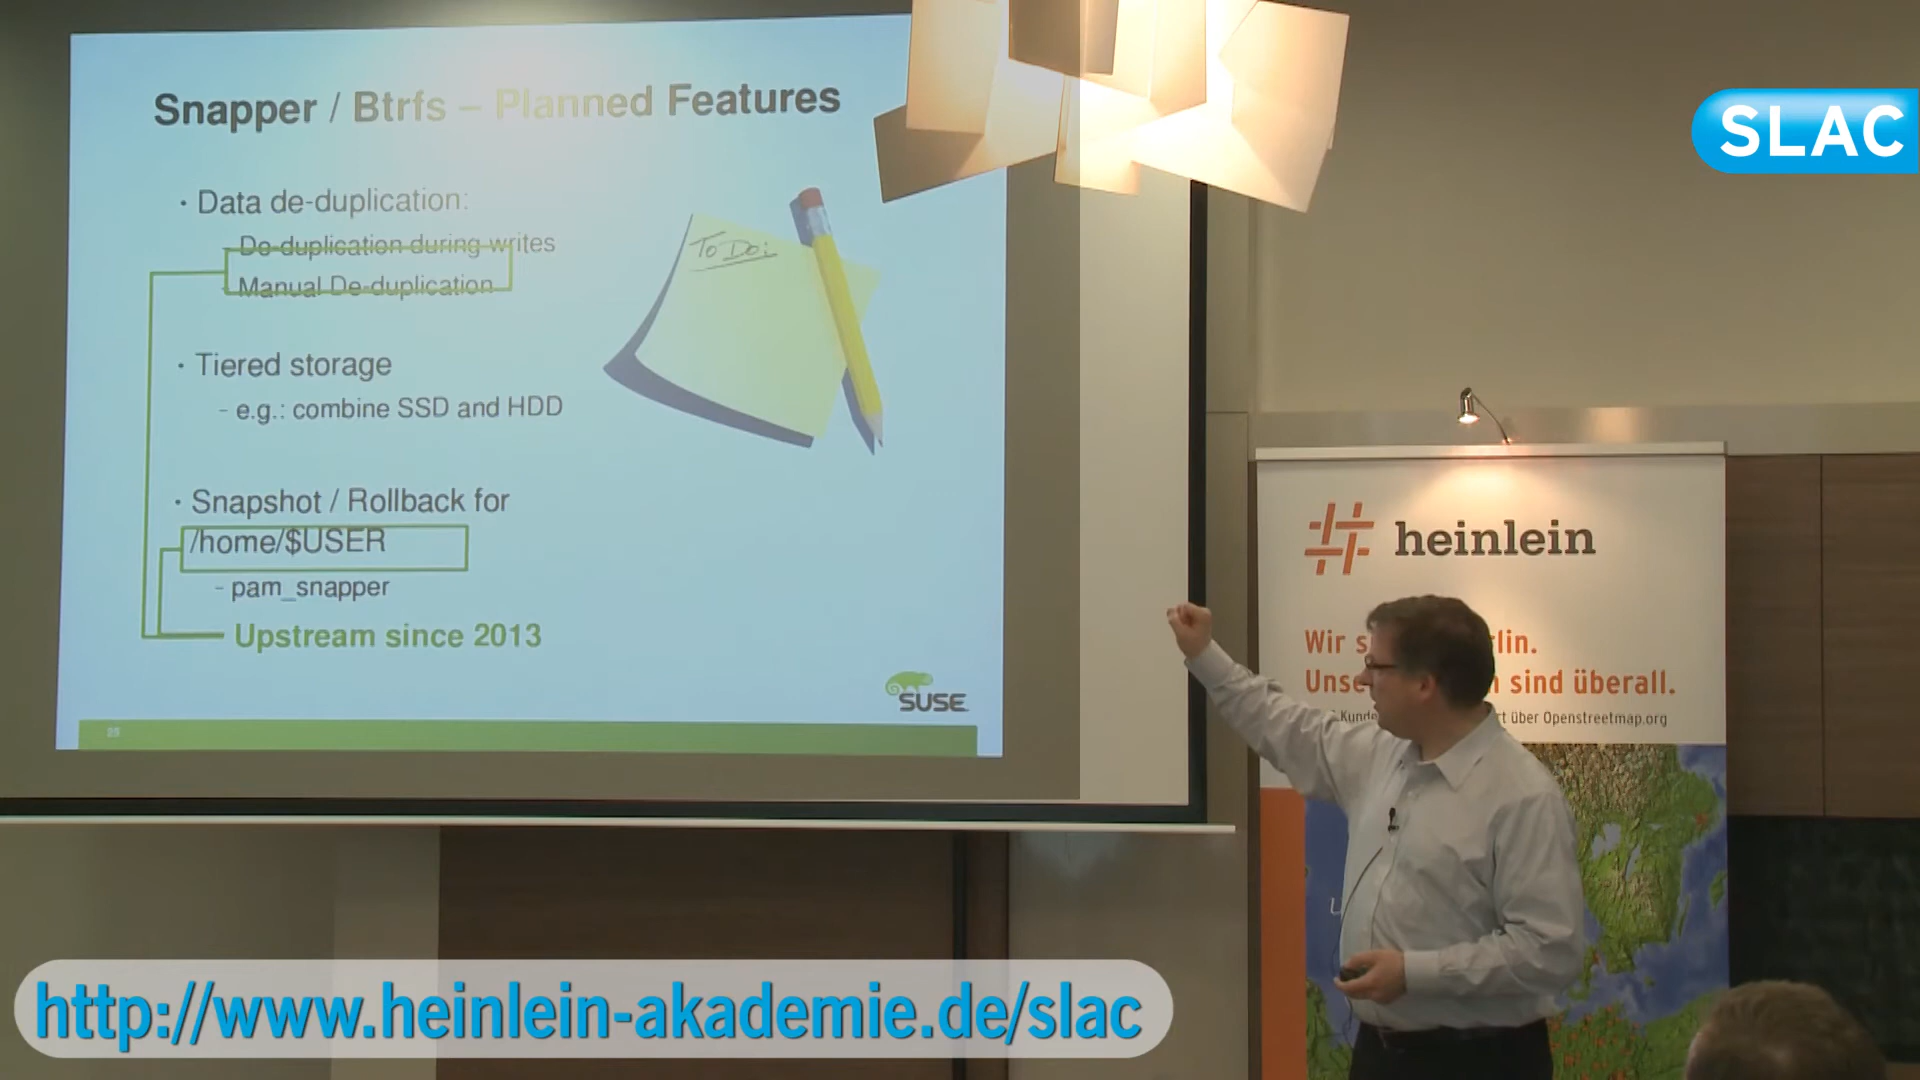 Snapper / Btrfs – Planned Features
· Data de-duplication:
- De-duplication during writes
- Manual De-duplication
· Tiered storage
- e.g.: combine SSD and HDD
· Snapshot / Rollback for
/home/$USER
- pam_snapper
Upstream since 2013
To Do:
SUSE
25
SLAC
heinlein
Wir lin.
sind überall.
über Openstreetmap.org
http://www.heinlein-akademie.de/slac